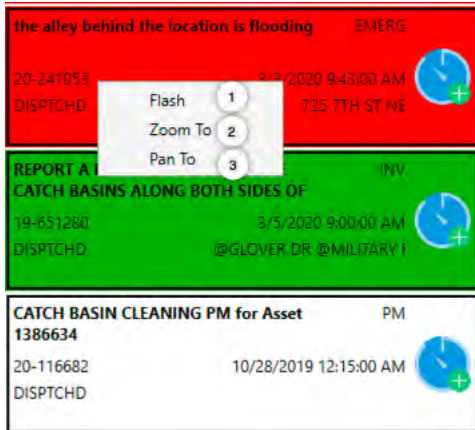 the alley behind the location is flooding EMERG
20-241053 8/3/2020 9:43:00 AM
DISPTCHD 725 7TH ST NE
Flash 1
Zoom To 2
Pan To 3
REPORT A INV
CATCH BASINS ALONG BOTH SIDES OF
19-651280 8/5/2020 9:00:00 AM
DISPTCHD @GLOVER DR @MILITARY
CATCH BASIN CLEANING PM for Asset PM
1386634
20-116682 10/28/2019 12:15:00 AM
DISPTCHD